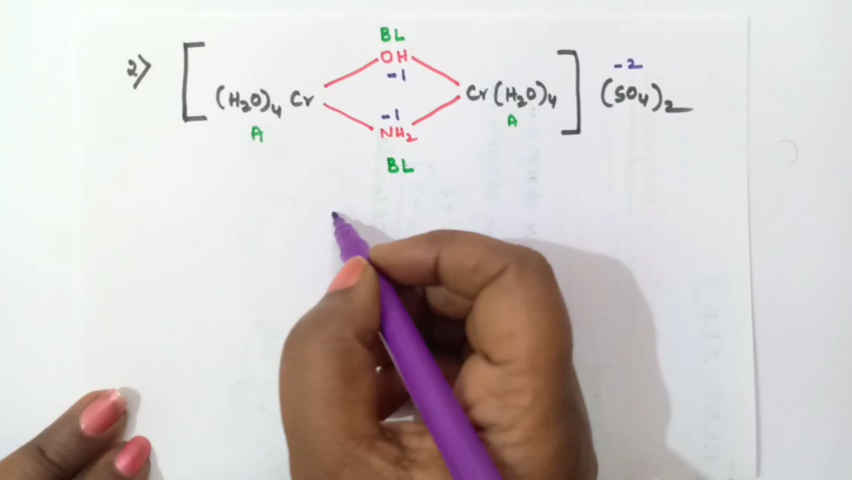 BL
OH
-1
2) [ (H₂O)₄ Cr Cr (H₂O)₄ ] (SO₄)₂
-2
A A
-1
NH₂
BL